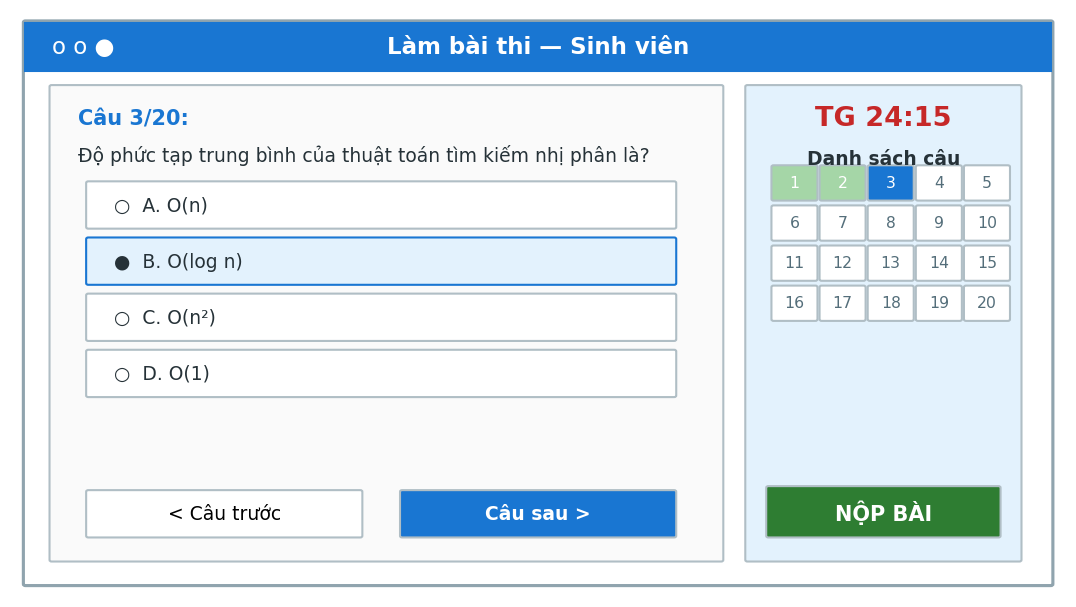 o o ● Làm bài thi — Sinh viên
Câu 3/20:
Độ phức tạp trung bình của thuật toán tìm kiếm nhị phân là?
○ A. O(n)
● B. O(log n)
○ C. O(n²)
○ D. O(1)
< Câu trước
Câu sau >
TG 24:15
Danh sách câu
1 2 3 4 5
6 7 8 9 10
11 12 13 14 15
16 17 18 19 20
NỘP BÀI